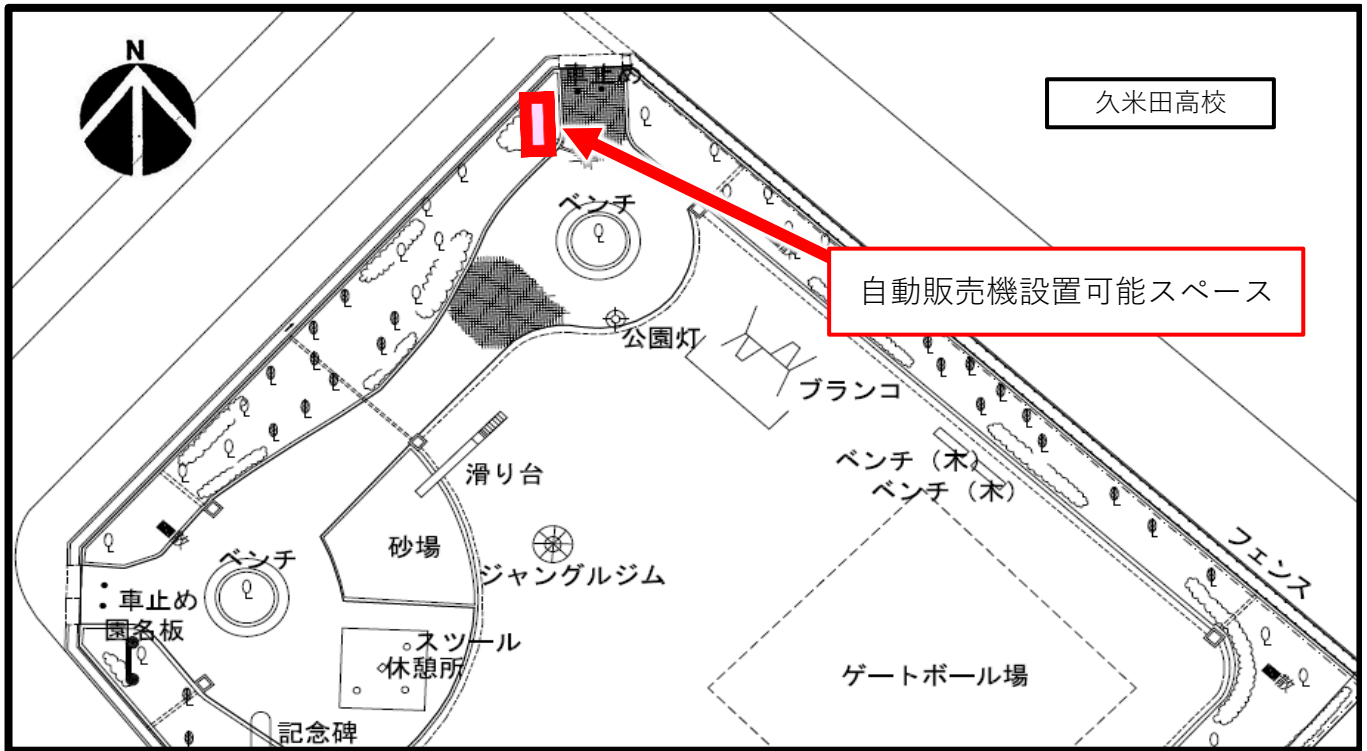 N
車止め
久米田高校
ベンチ
自動販売機設置可能スペース
公園灯
ブランコ
ベンチ（木）
ベンチ（木）
滑り台
砂場
ジャングルジム
フェンス
ベンチ
車止め
園名板
スツール
休憩所
ゲートボール場
散
記念碑